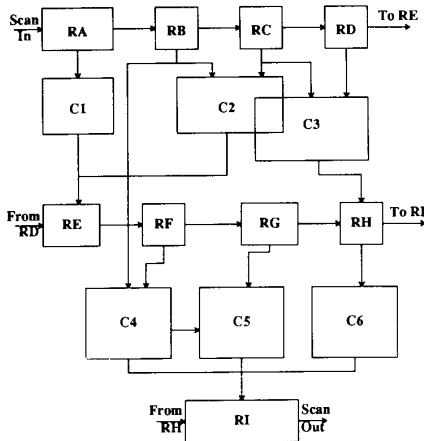 Scan
In
RA
RB
RC
RD
To RE
C1
C2
C3
From
RD
RE
RF
RG
RH
To RI
C4
C5
C6
From
RH
RI
Scan
Out